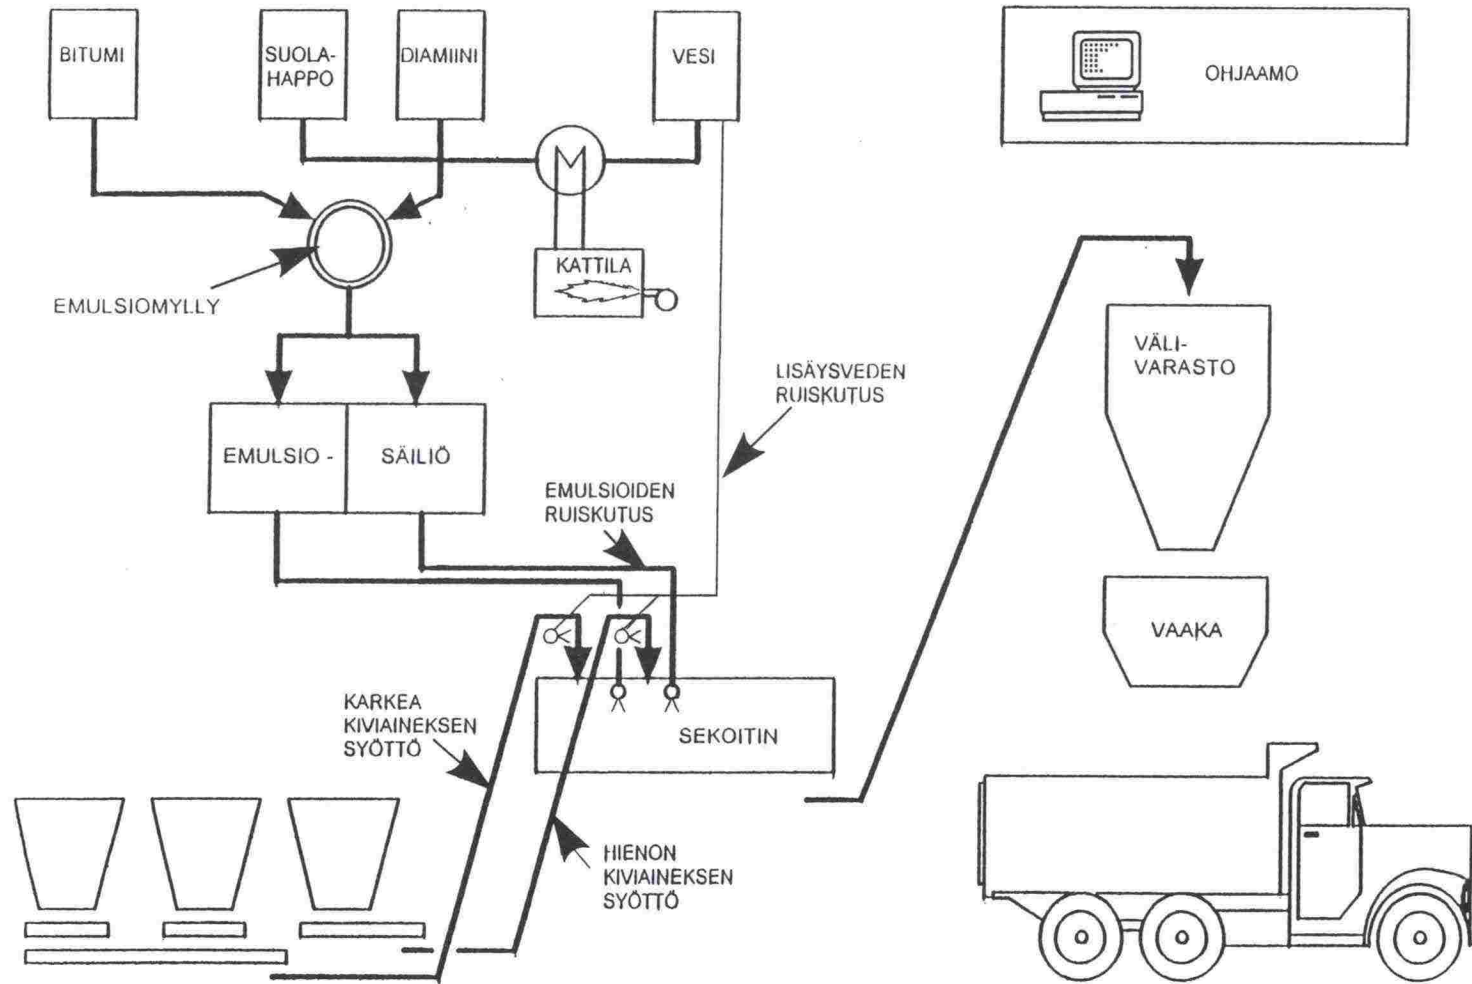 BITUMI
SUOLA-
HAPPO
DIAMIINI
VESI
OHJAAMO
KATTILA
EMULSIOMYLLY
VÄLI-
VARASTO
LISÄYSVEDEN
RUISKUTUS
EMULSIO - SÄILIÖ
EMULSIOIDEN
RUISKUTUS
VAAKA
KARKEA
KIVIAINEKSEN
SYÖTTÖ
SEKOITIN
HIENON
KIVIAINEKSEN
SYÖTTÖ